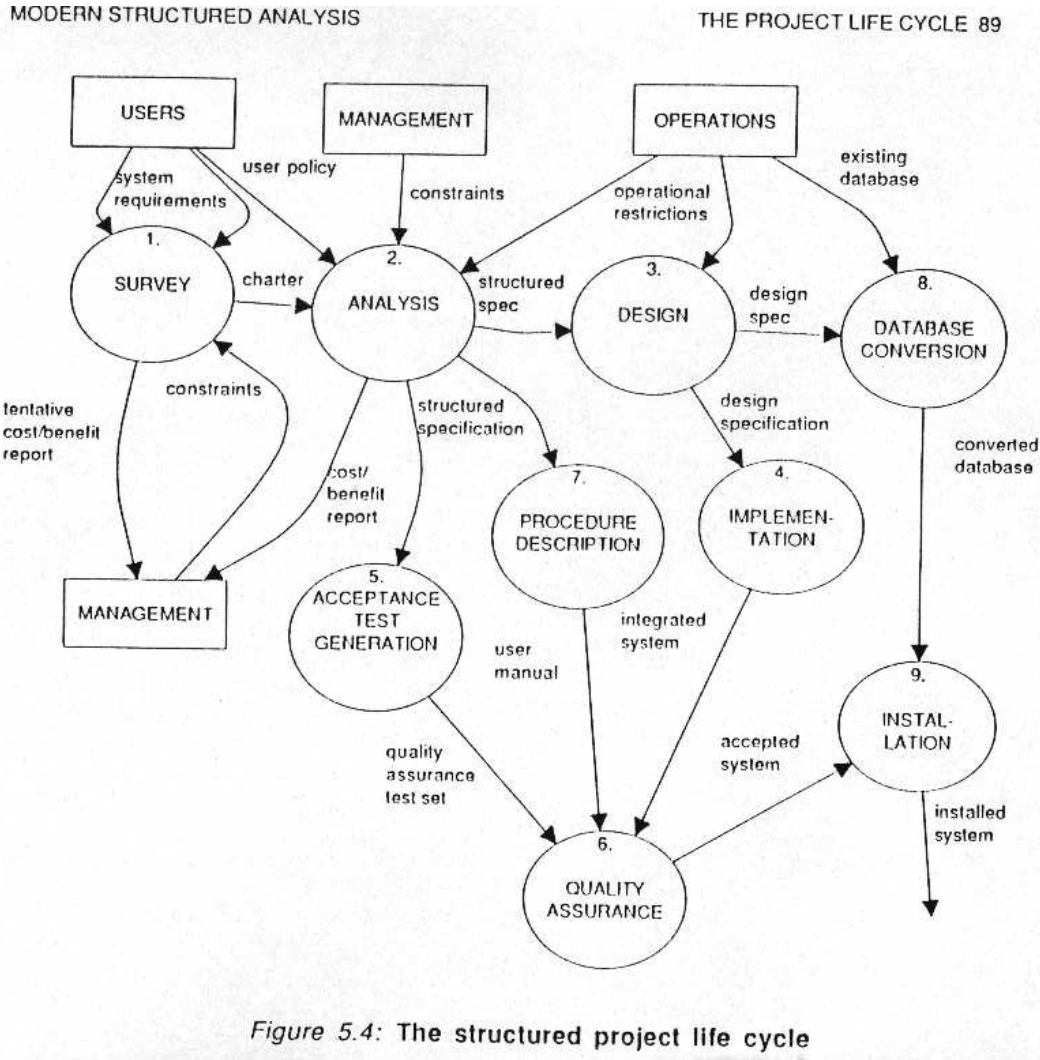 MODERN STRUCTURED ANALYSIS
THE PROJECT LIFE CYCLE 89
USERS
MANAGEMENT
OPERATIONS
system
requirements
user policy
constraints
operational
restrictions
existing
database
1.
SURVEY
charter
2.
ANALYSIS
structured
spec
3.
DESIGN
design
spec
8.
DATABASE
CONVERSION
tentative
cost/benefit
report
constraints
structured
specification
design
specification
converted
database
cost/
benefit
report
7.
PROCEDURE
DESCRIPTION
4.
IMPLEMEN-
TATION
MANAGEMENT
5.
ACCEPTANCE
TEST
GENERATION
user
manual
integrated
system
9.
INSTAL-
LATION
quality
assurance
test set
accepted
system
installed
system
6.
QUALITY
ASSURANCE
Figure 5.4: The structured project life cycle